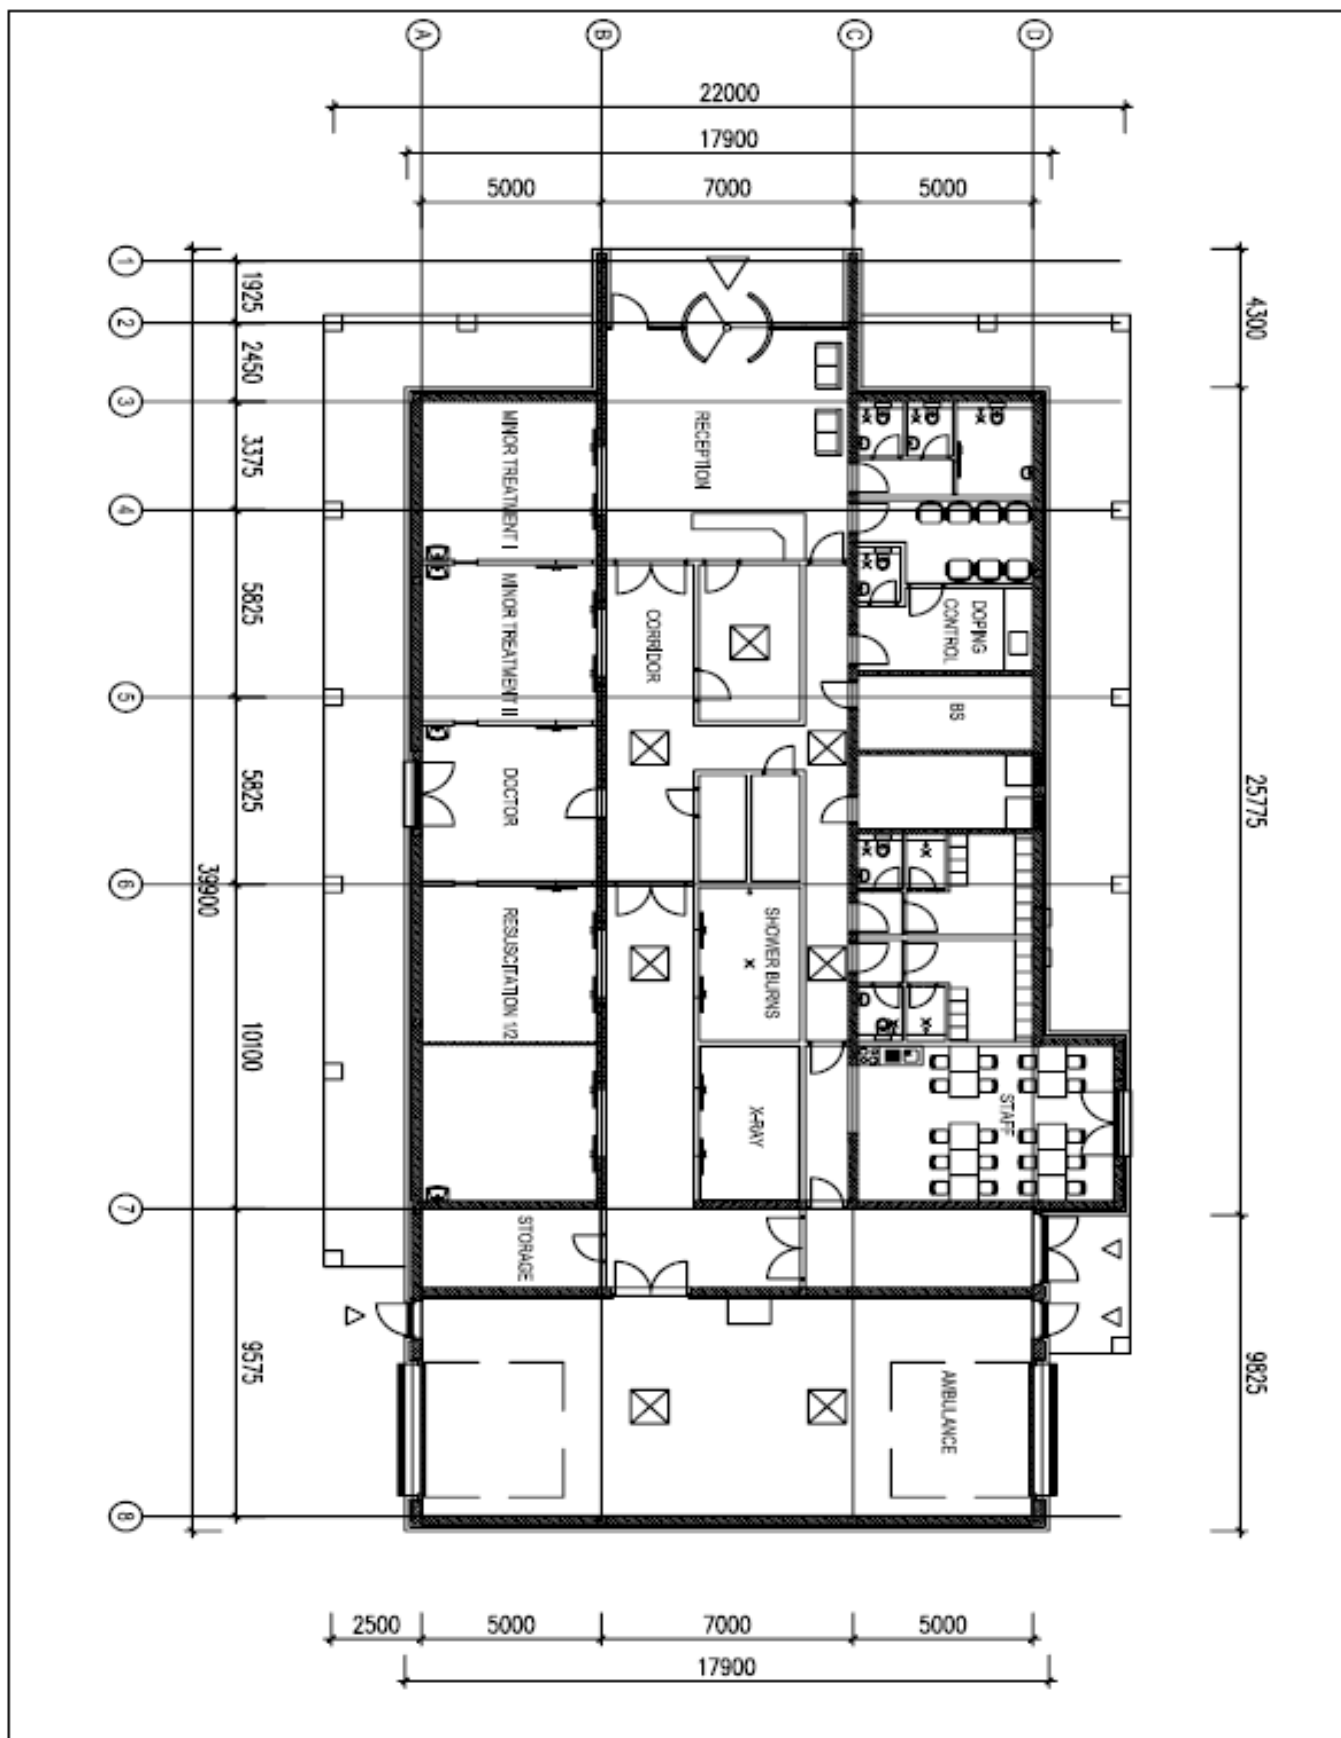 A
B
C
D
22000
17900
5000
7000
5000
1
2
3
4
5
6
7
8
1925
2450
3375
5825
5825
10100
9575
39900
4300
25775
9825
RECEPTION
MINOR TREATMENT I
MINOR TREATMENT II
CORRIDOR
DOPING
CONTROL
BS
DOCTOR
RESUSCITATION 1/2
SHOWER BURNS
X-RAY
STAFF
STORAGE
AMBULANCE
2500
5000
7000
5000
17900